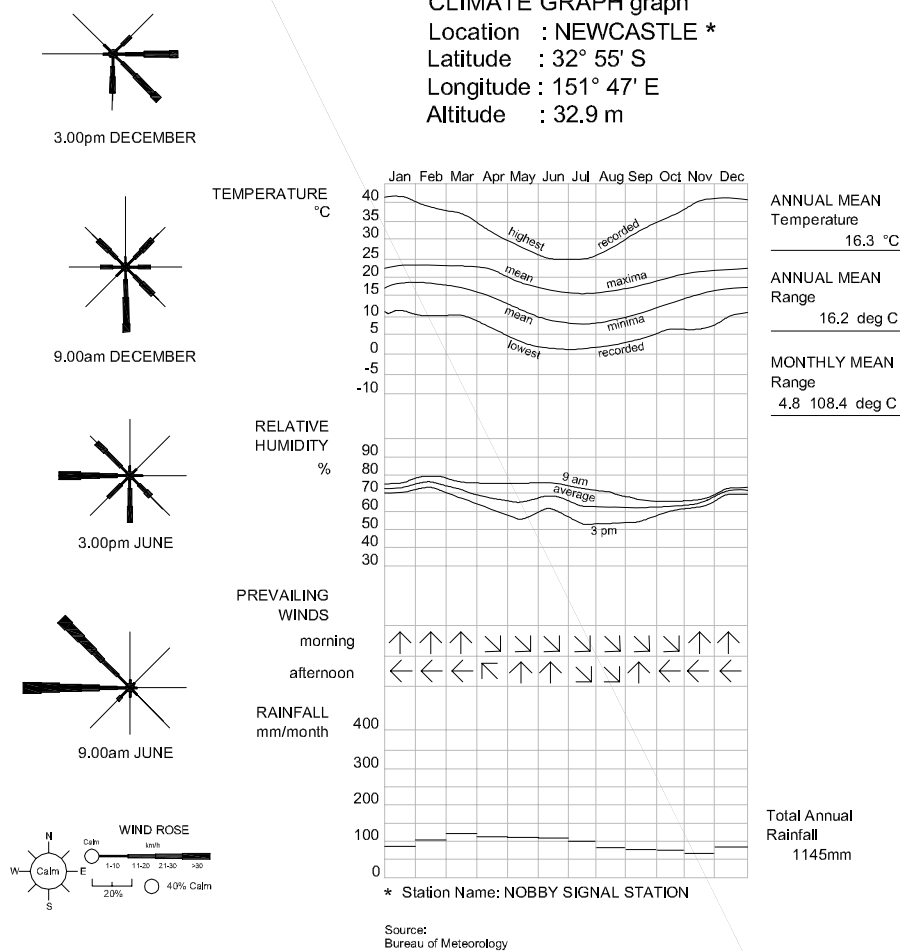 CLIMATE GRAPH graph
Location : NEWCASTLE *
Latitude : 32° 55' S
Longitude : 151° 47' E
Altitude : 32.9 m
3.00pm DECEMBER
9.00am DECEMBER
3.00pm JUNE
9.00am JUNE
WIND ROSE
N
W
Calm
E
S
Calm
km/h
1-10 11-20 21-30 >30
20%
40% Calm
Jan Feb Mar Apr May Jun Jul Aug Sep Oct Nov Dec
TEMPERATURE
°C
40
35
30
25
20
15
10
5
0
-5
-10
highest recorded
mean maxima
mean minima
lowest recorded
RELATIVE
HUMIDITY
%
90
80
70
60
50
40
30
9 am
average
3 pm
PREVAILING
WINDS
morning
afternoon
RAINFALL
mm/month
400
300
200
100
0
* Station Name: NOBBY SIGNAL STATION
Source:
Bureau of Meteorology
ANNUAL MEAN
Temperature
16.3 °C
ANNUAL MEAN
Range
16.2 deg C
MONTHLY MEAN
Range
4.8 108.4 deg C
Total Annual
Rainfall
1145mm